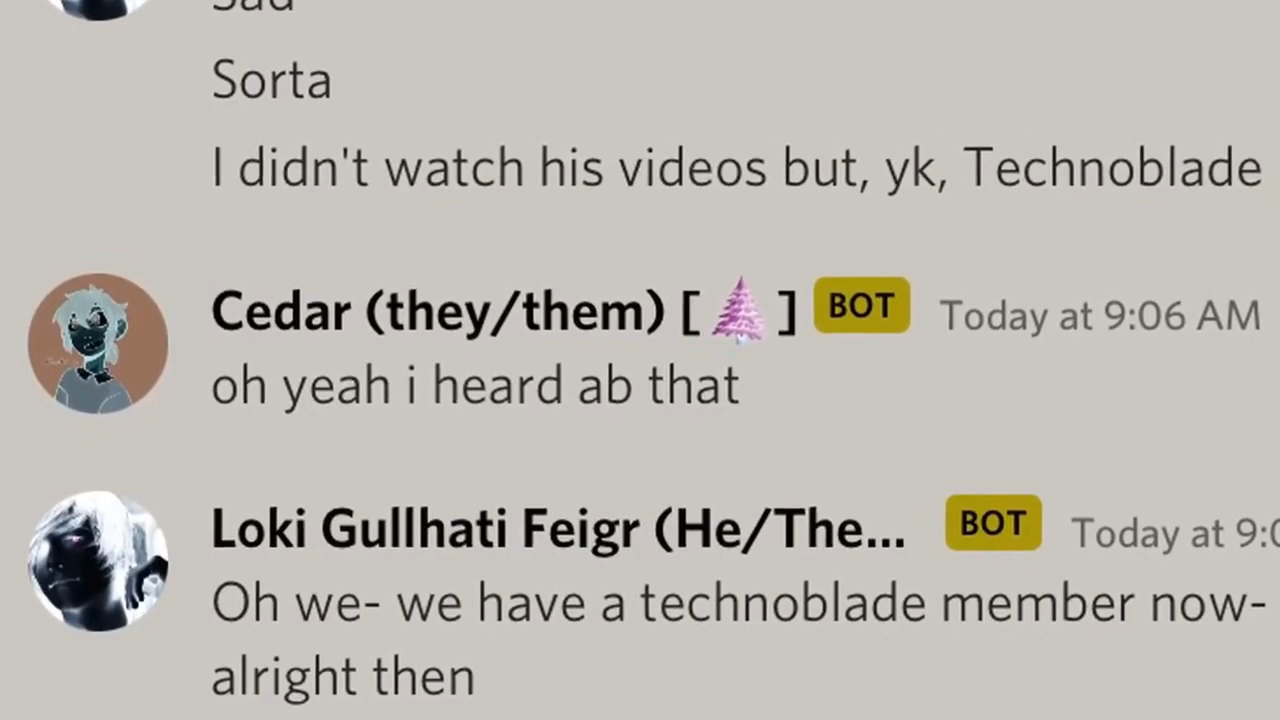 Sad
Sorta
I didn't watch his videos but, yk, Technoblade
Cedar (they/them) [🌲] BOT Today at 9:06 AM
oh yeah i heard ab that
Loki Gullhati Feigr (He/The... BOT Today at 9:0
Oh we- we have a technoblade member now-
alright then